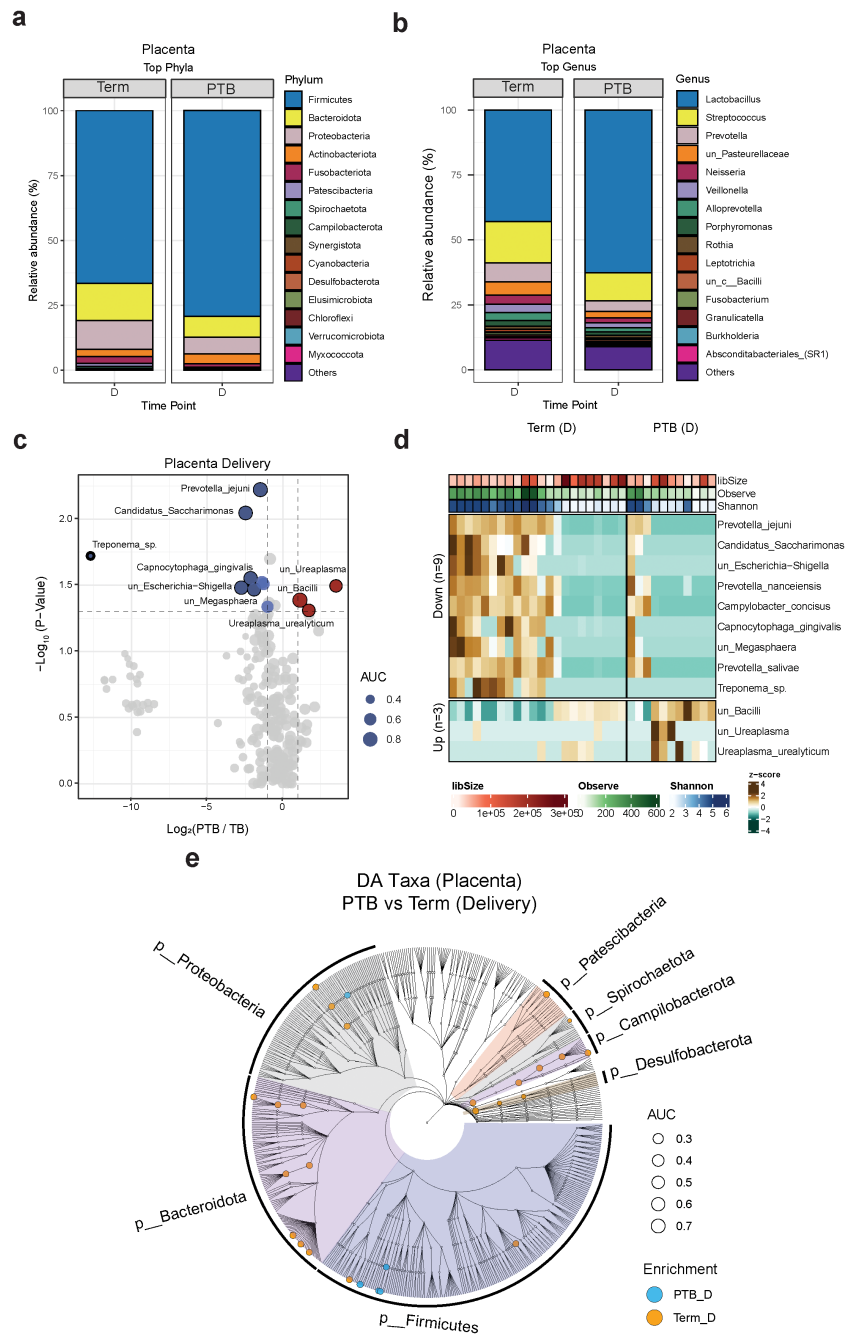 a
Placenta
Top Phyla
Term
PTB
Relative abundance (%)
100
75
50
25
0
D
D
Time Point
Phylum
Firmicutes
Bacteroidota
Proteobacteria
Actinobacteriota
Fusobacteriota
Patescibacteria
Spirochaetota
Campilobacterota
Synergistota
Cyanobacteria
Desulfobacterota
Elusimicrobiota
Chloroflexi
Verrucomicrobiota
Myxococcota
Others
b
Placenta
Top Genus
Term
PTB
Relative abundance (%)
100
75
50
25
0
D
D
Time Point
Genus
Lactobacillus
Streptococcus
Prevotella
un_Pasteurellaceae
Neisseria
Veillonella
Alloprevotella
Porphyromonas
Rothia
Leptotrichia
un_c__Bacilli
Fusobacterium
Granulicatella
Burkholderia
Absconditabacteriales_(SR1)
Others
c
Placenta Delivery
−Log10 (P−Value)
2.0
1.5
1.0
0.5
0.0
Prevotella_jejuni
Candidatus_Saccharimonas
Treponema_sp.
Capnocytophaga_gingivalis
un_Ureaplasma
un_Escherichia−Shigella
un_Bacilli
un_Megasphaera
Ureaplasma_urealyticum
−10
−5
0
Log2(PTB / TB)
AUC
0.4
0.6
0.8
d
Term (D)
PTB (D)
libSize
Observe
Shannon
Down (n=9)
Prevotella_jejuni
Candidatus_Saccharimonas
un_Escherichia−Shigella
Prevotella_nanceiensis
Campylobacter_concisus
Capnocytophaga_gingivalis
un_Megasphaera
Prevotella_salivae
Treponema_sp.
Up (n=3)
un_Bacilli
un_Ureaplasma
Ureaplasma_urealyticum
libSize
0 1e+05 3e+05
Observe
0 200 400 600
Shannon
2 3 4 5 6
z−score
4
2
0
−2
−4
e
DA Taxa (Placenta)
PTB vs Term (Delivery)
p__Proteobacteria
p__Patescibacteria
p__Spirochaetota
p__Campilobacterota
p__Desulfobacterota
p__Bacteroidota
p__Firmicutes
AUC
0.3
0.4
0.5
0.6
0.7
Enrichment
PTB_D
Term_D